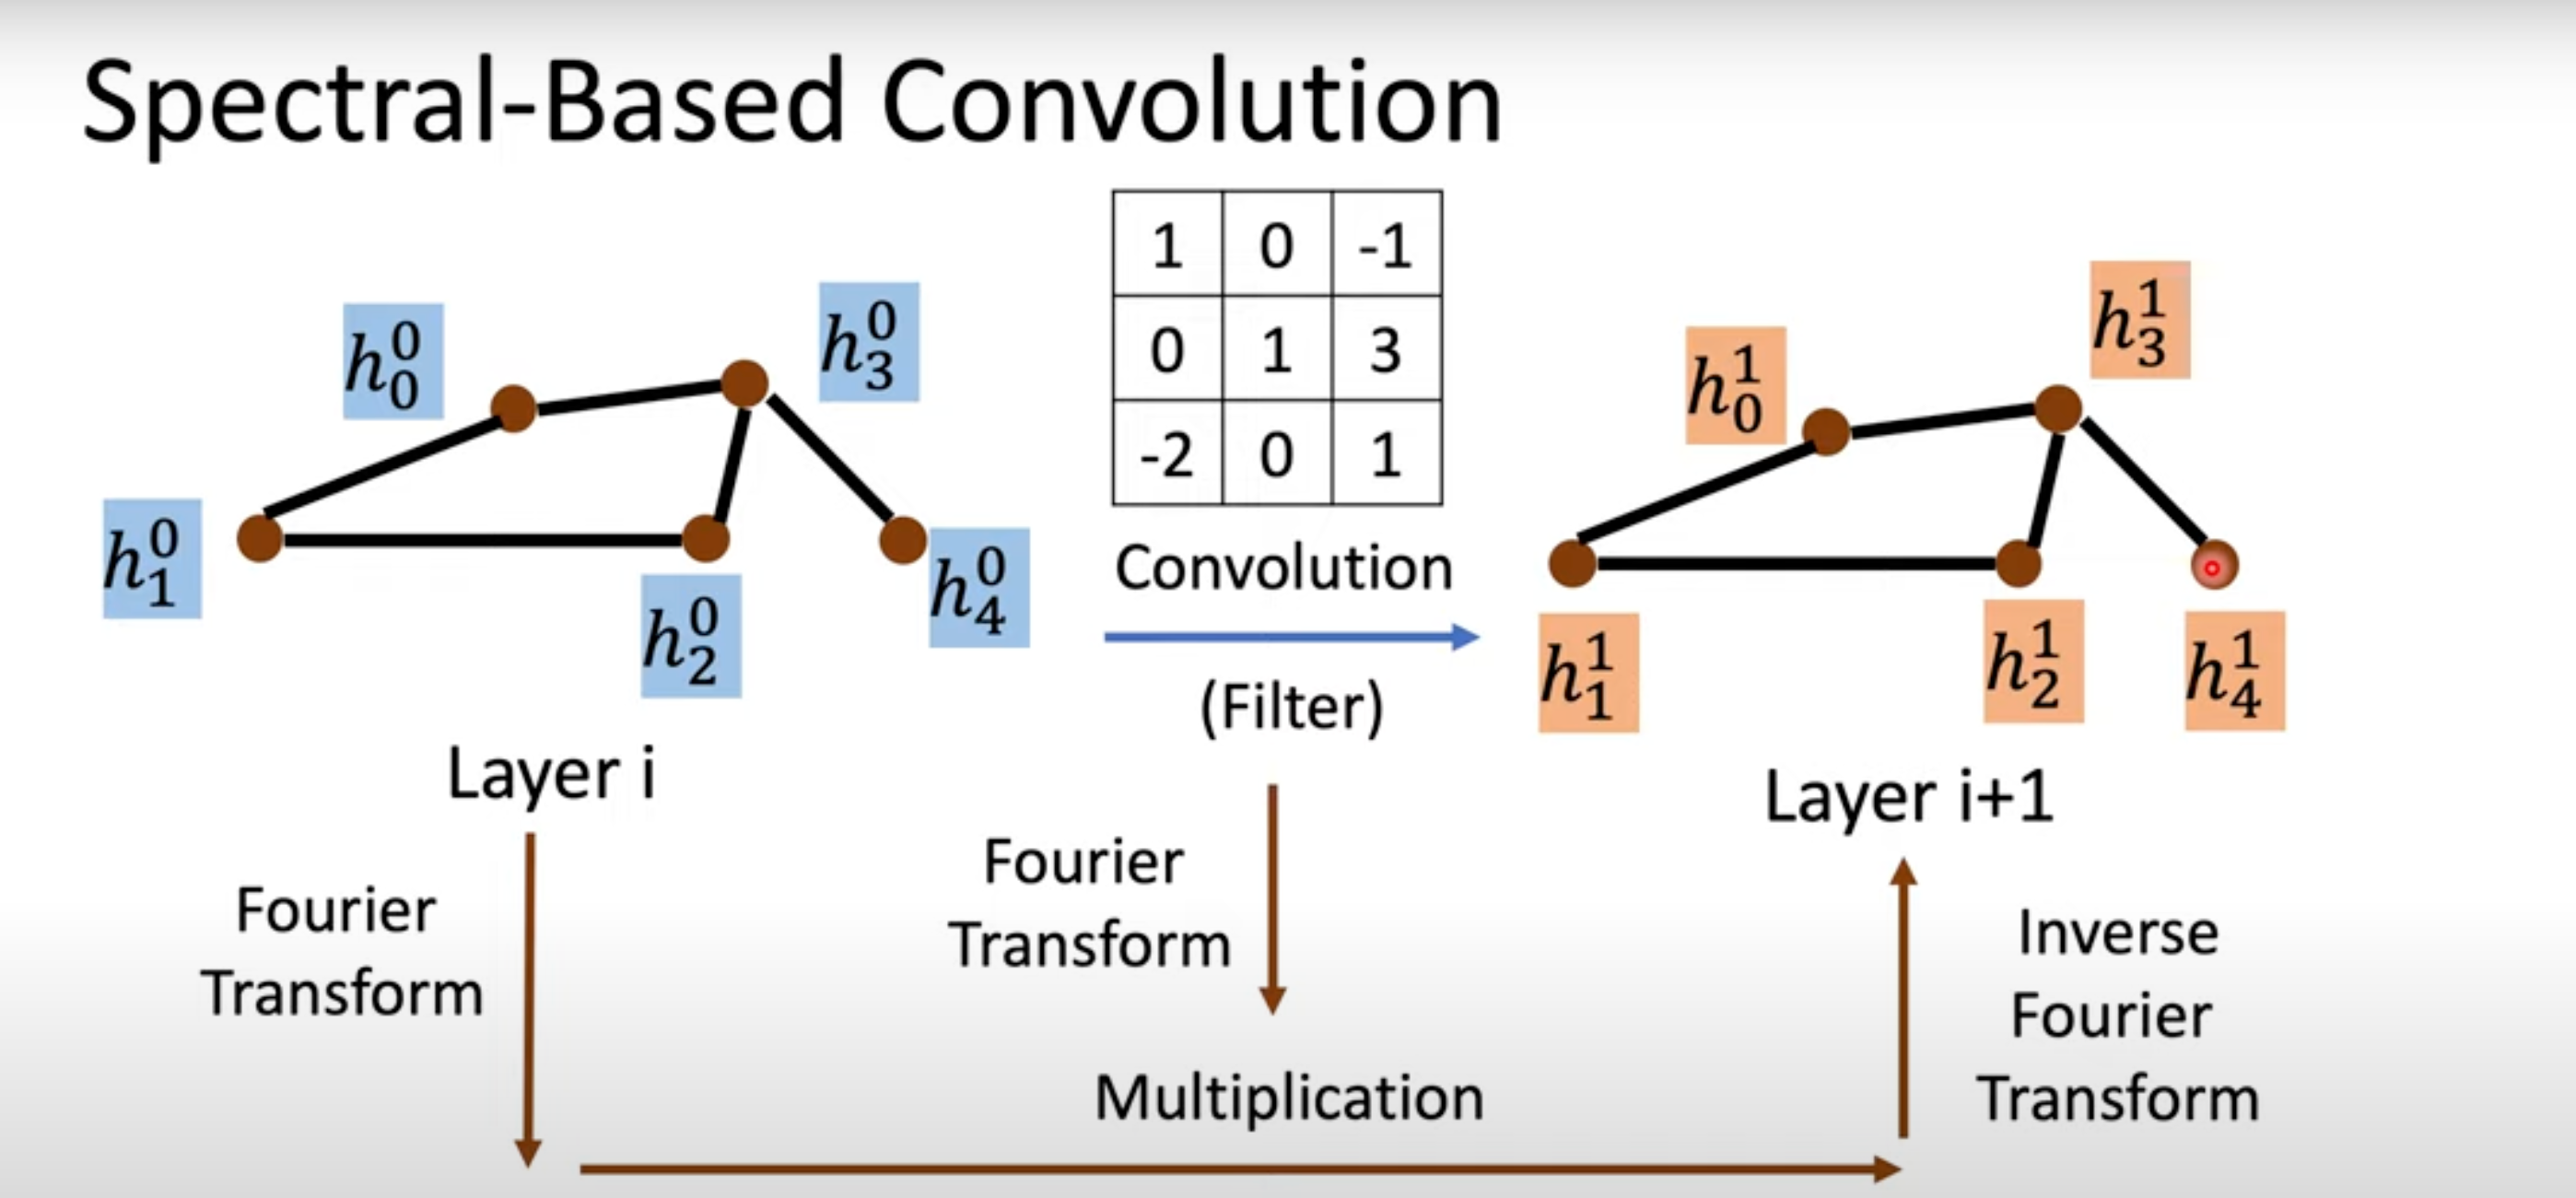 Spectral-Based Convolution
1 0 -1
0 1 3
-2 0 1
h_0^0
h_3^0
h_1^0
h_2^0
h_4^0
Convolution
(Filter)
h_0^1
h_3^1
h_1^1
h_2^1
h_4^1
Layer i
Layer i+1
Fourier
Transform
Fourier
Transform
Multiplication
Inverse
Fourier
Transform